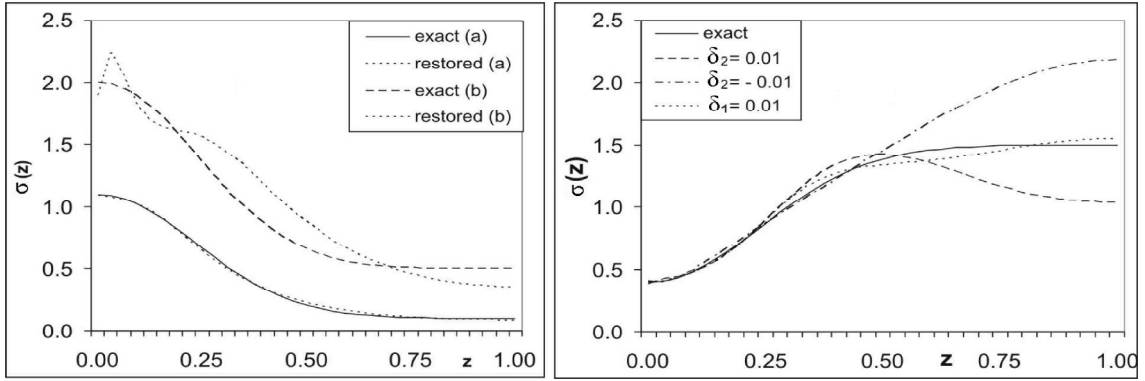 2.5
2.0
1.5
1.0
0.5
0.0
σ(z)
exact (a)
restored (a)
exact (b)
restored (b)
0.00 0.25 0.50 0.75 z 1.00
2.5
2.0
1.5
1.0
0.5
0.0
σ(z)
exact
δ₂= 0.01
δ₂= - 0.01
δ₁= 0.01
0.00 0.25 0.50 0.75 z 1.00